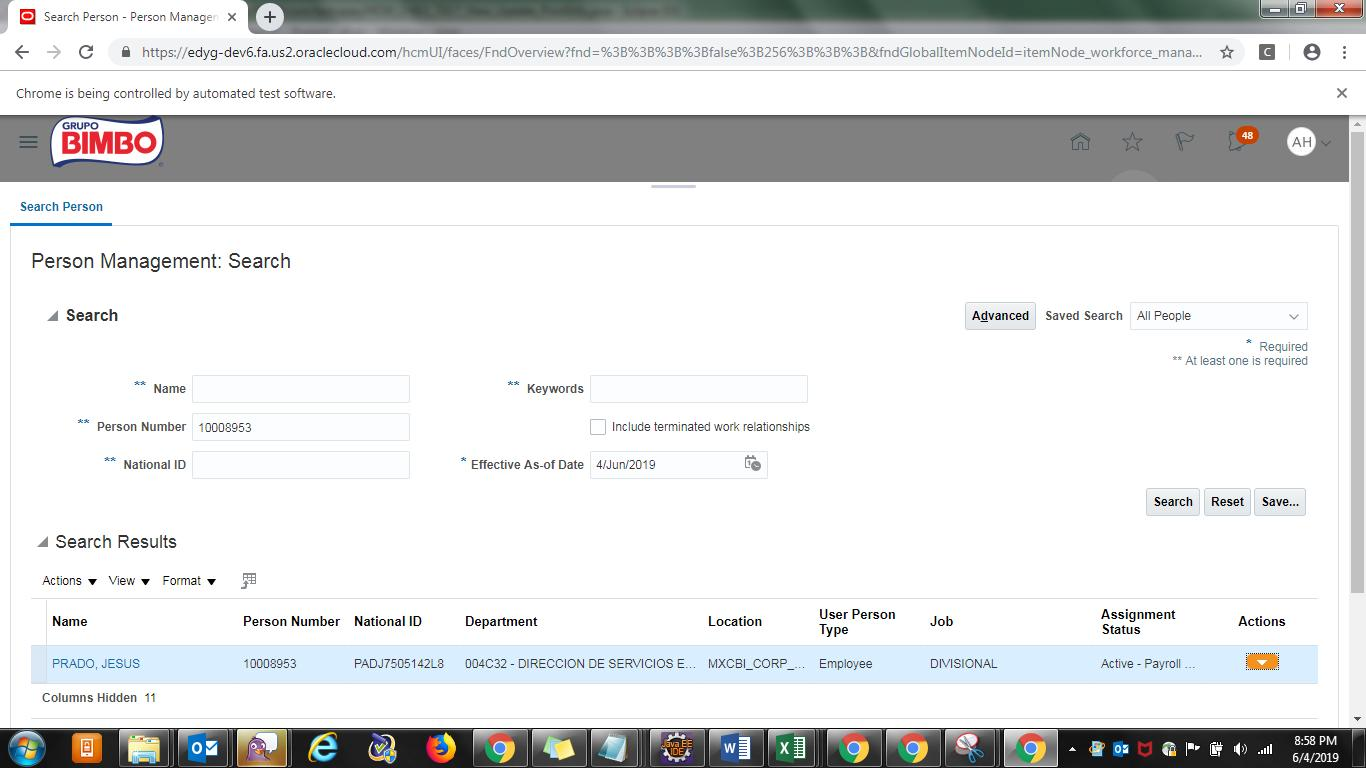 Search Person - Person Managen
https://edyg-dev6.fa.us2.oraclecloud.com/hcmUI/faces/FndOverview?fnd=%3B%3B%3B%3Bfalse%3B256%3B%3B%3B&fndGlobalItemNodeId=itemNode_workforce_mana...
C
Chrome is being controlled by automated test software.
GRUPO
BIMBO
48
AH
Search Person
Person Management: Search
Search
Advanced Saved Search All People
* Required
** At least one is required
** Name
** Keywords
** Person Number 10008953
Include terminated work relationships
** National ID
* Effective As-of Date 4/Jun/2019
Search Reset Save...
Search Results
Actions View Format
Name Person Number National ID Department Location User Person Type Job Assignment Status Actions
PRADO, JESUS 10008953 PADJ7505142L8 004C32 - DIRECCION DE SERVICIOS E... MXCBI_CORP_... Employee DIVISIONAL Active - Payroll ...
Columns Hidden 11
Java EE
IDE
8:58 PM
6/4/2019